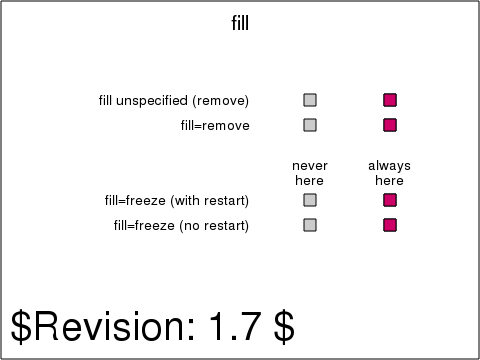 fill
fill unspecified (remove)
fill=remove
never
here
always
here
fill=freeze (with restart)
fill=freeze (no restart)
$Revision: 1.7 $